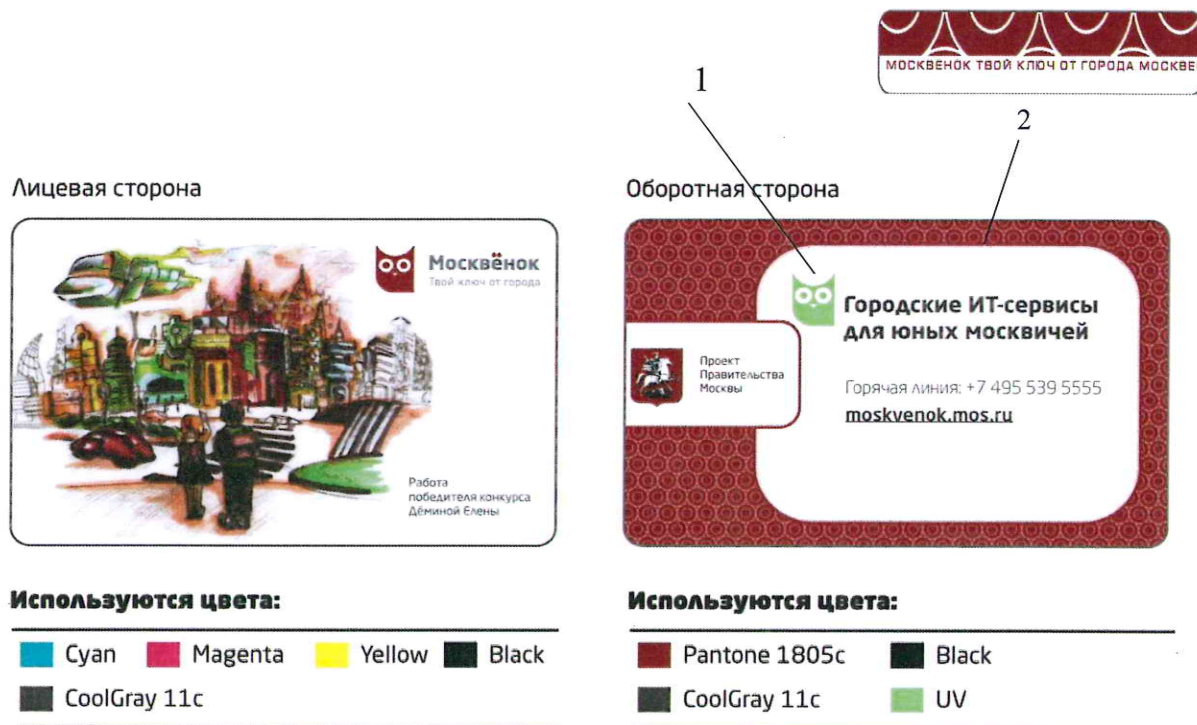 МОСКВЕНОК ТВОЙ КЛЮЧ ОТ ГОРОДА МОСКВЕ
1
2
Лицевая сторона
Оборотная сторона
Москвёнок
Твой ключ от города
Работа
победителя конкурса
Дёминой Елены
Городские ИТ-сервисы
для юных москвичей
Проект
Правительства
Москвы
Горячая линия: +7 495 539 5555
moskvenok.mos.ru
Используются цвета:
Cyan Magenta Yellow Black
CoolGray 11c
Используются цвета:
Pantone 1805c Black
CoolGray 11c UV